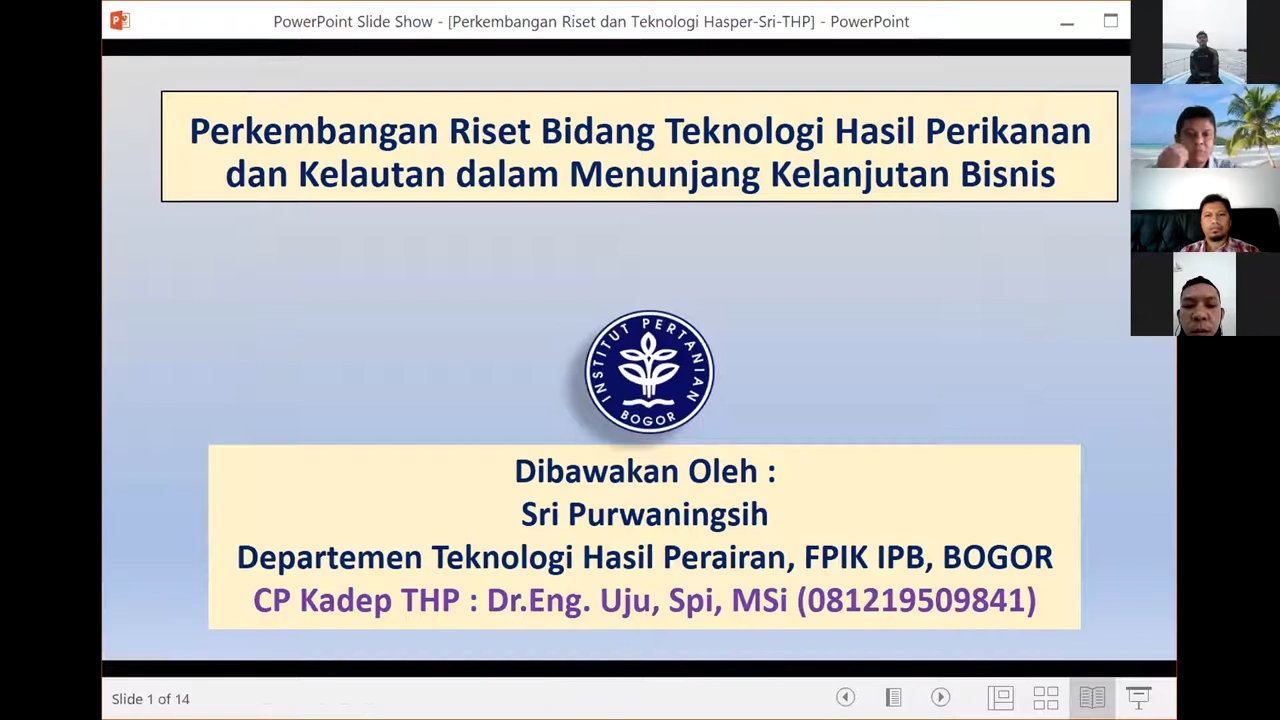 PowerPoint Slide Show - [Perkembangan Riset dan Teknologi Hasper-Sri-THP] - PowerPoint
Perkembangan Riset Bidang Teknologi Hasil Perikanan
dan Kelautan dalam Menunjang Kelanjutan Bisnis
INSTITUT PERTANIAN
BOGOR
Dibawakan Oleh :
Sri Purwaningsih
Departemen Teknologi Hasil Perairan, FPIK IPB, BOGOR
CP Kadep THP : Dr.Eng. Uju, Spi, MSi (081219509841)
Slide 1 of 14